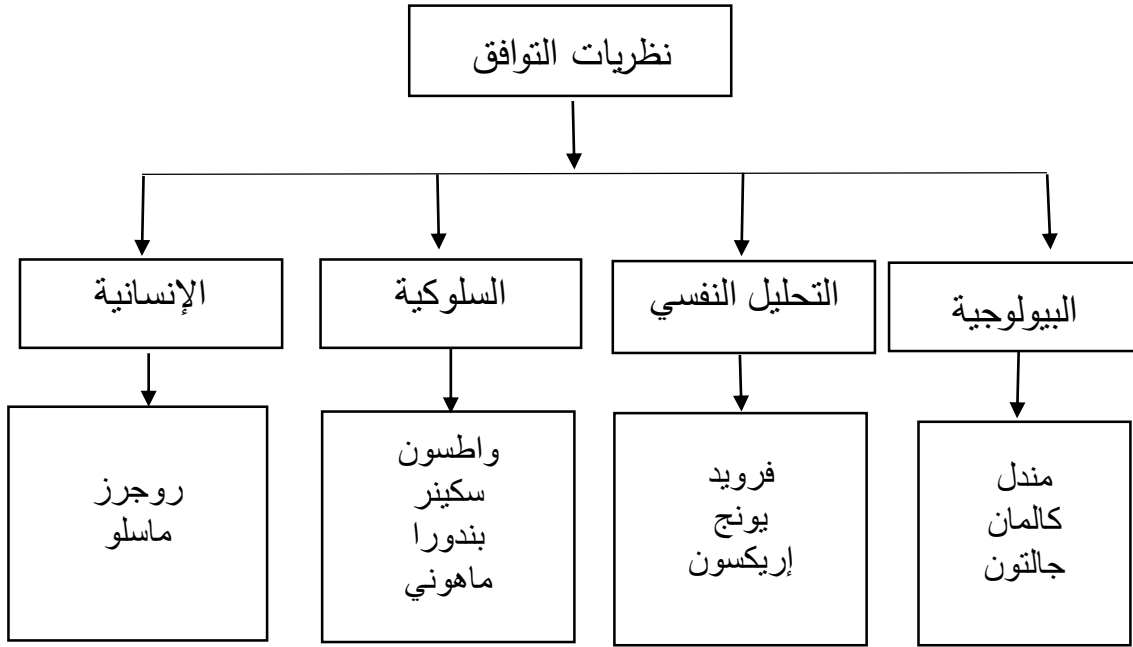 نظريات التوافق
البيولوجية
التحليل النفسي
السلوكية
الإنسانية
مندل
كالمان
جالتون
فرويد
يونج
إريكسون
واطسون
سكينر
بندورا
ماهوني
روجرز
ماسلو